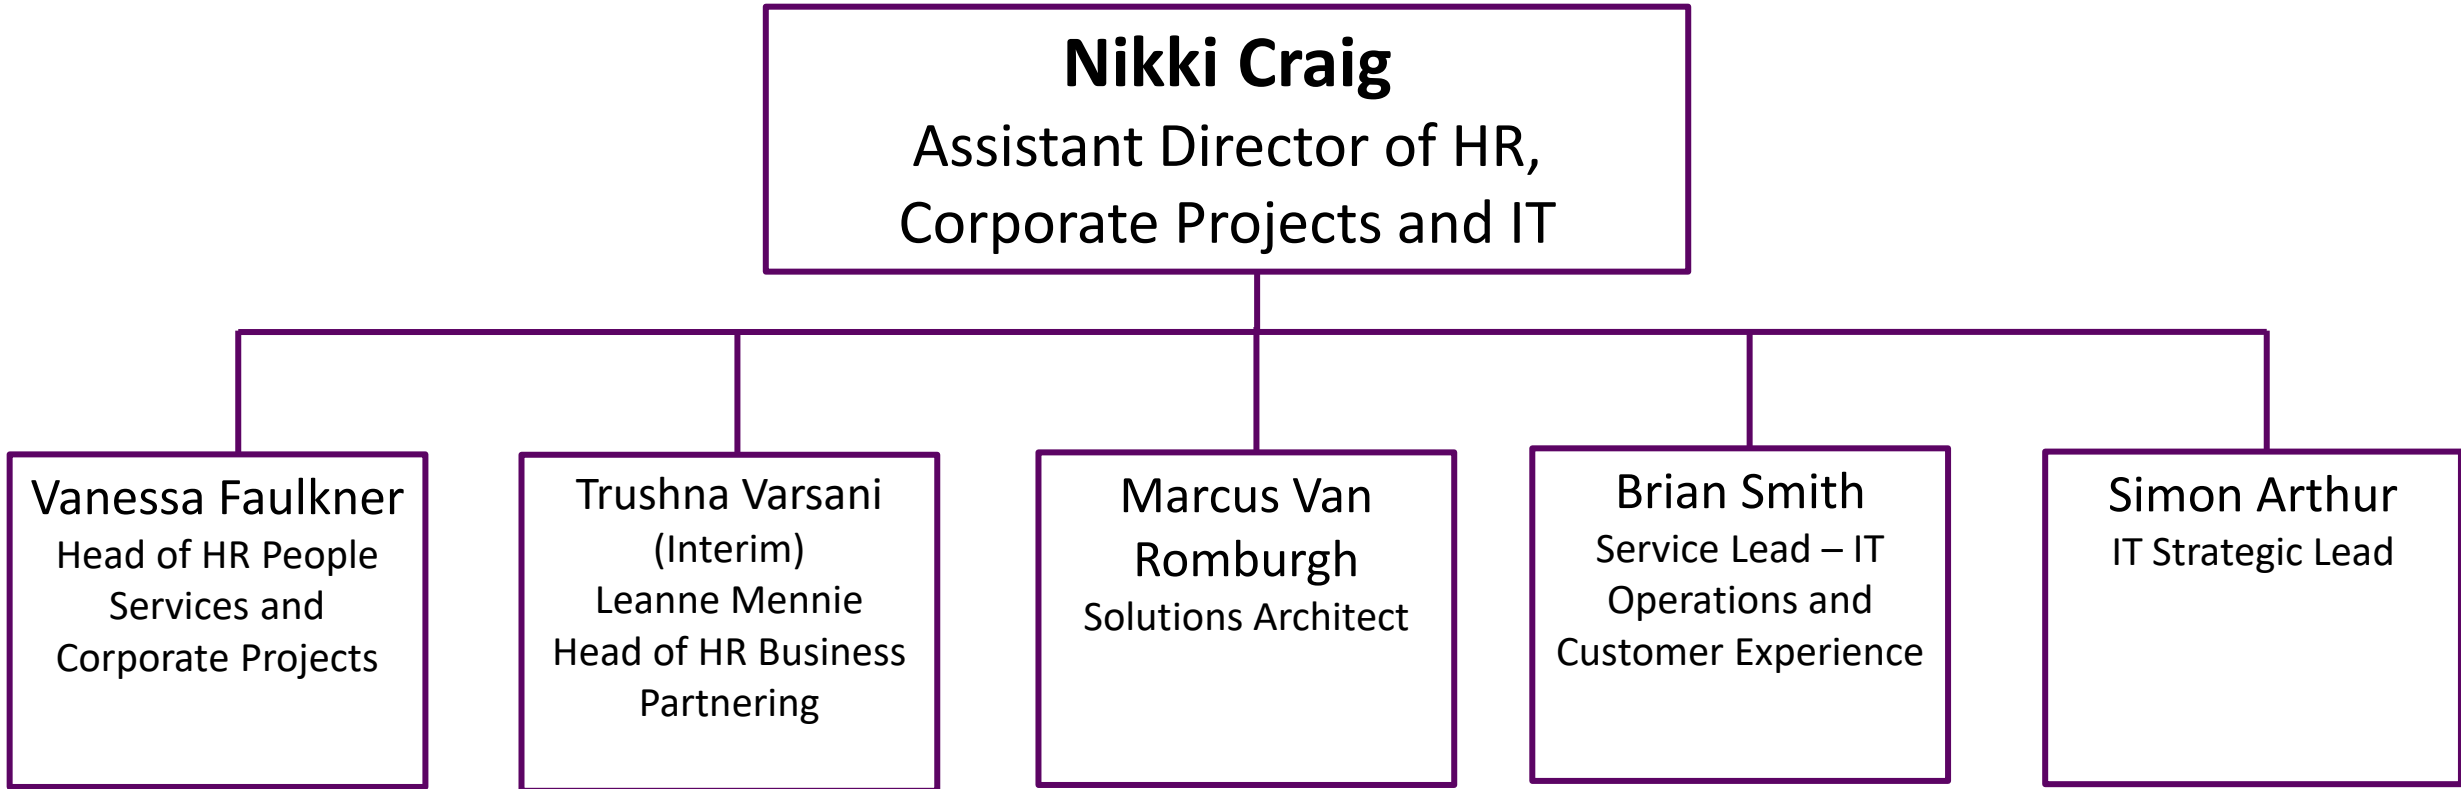 Nikki Craig
Assistant Director of HR,
Corporate Projects and IT
Vanessa Faulkner
Head of HR People
Services and
Corporate Projects
Trushna Varsani
(Interim)
Leanne Mennie
Head of HR Business
Partnering
Marcus Van
Romburgh
Solutions Architect
Brian Smith
Service Lead – IT
Operations and
Customer Experience
Simon Arthur
IT Strategic Lead